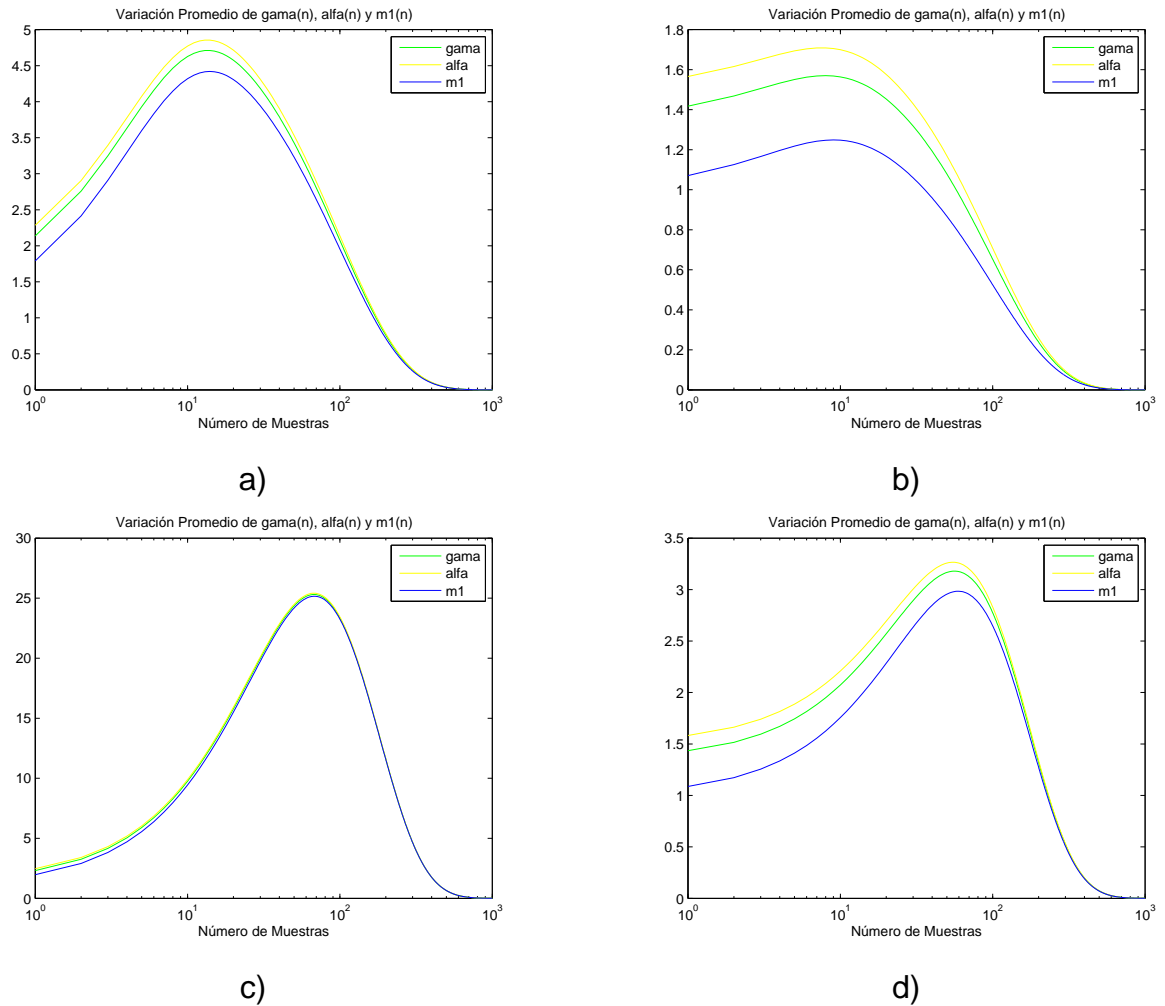 Variación Promedio de gama(n), alfa(n) y m1(n)
5
4.5
4
3.5
3
2.5
2
1.5
1
0.5
0
10^0
10^1
10^2
10^3
Número de Muestras
gama
alfa
m1
a)
Variación Promedio de gama(n), alfa(n) y m1(n)
1.8
1.6
1.4
1.2
1
0.8
0.6
0.4
0.2
0
10^0
10^1
10^2
10^3
Número de Muestras
gama
alfa
m1
b)
Variación Promedio de gama(n), alfa(n) y m1(n)
30
25
20
15
10
5
0
10^0
10^1
10^2
10^3
Número de Muestras
gama
alfa
m1
c)
Variación Promedio de gama(n), alfa(n) y m1(n)
3.5
3
2.5
2
1.5
1
0.5
0
10^0
10^1
10^2
10^3
Número de Muestras
gama
alfa
m1
d)